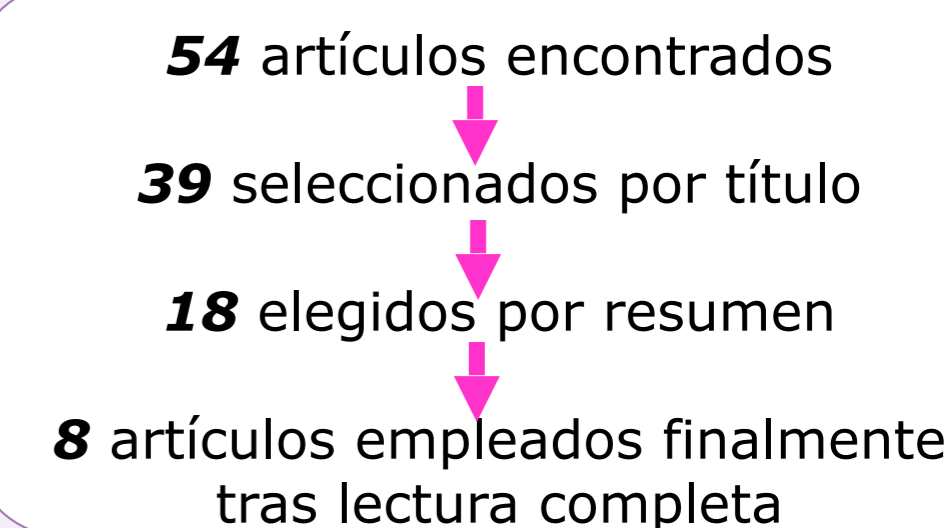 54 artículos encontrados
39 seleccionados por título
18 elegidos por resumen
8 artículos empleados finalmente
tras lectura completa